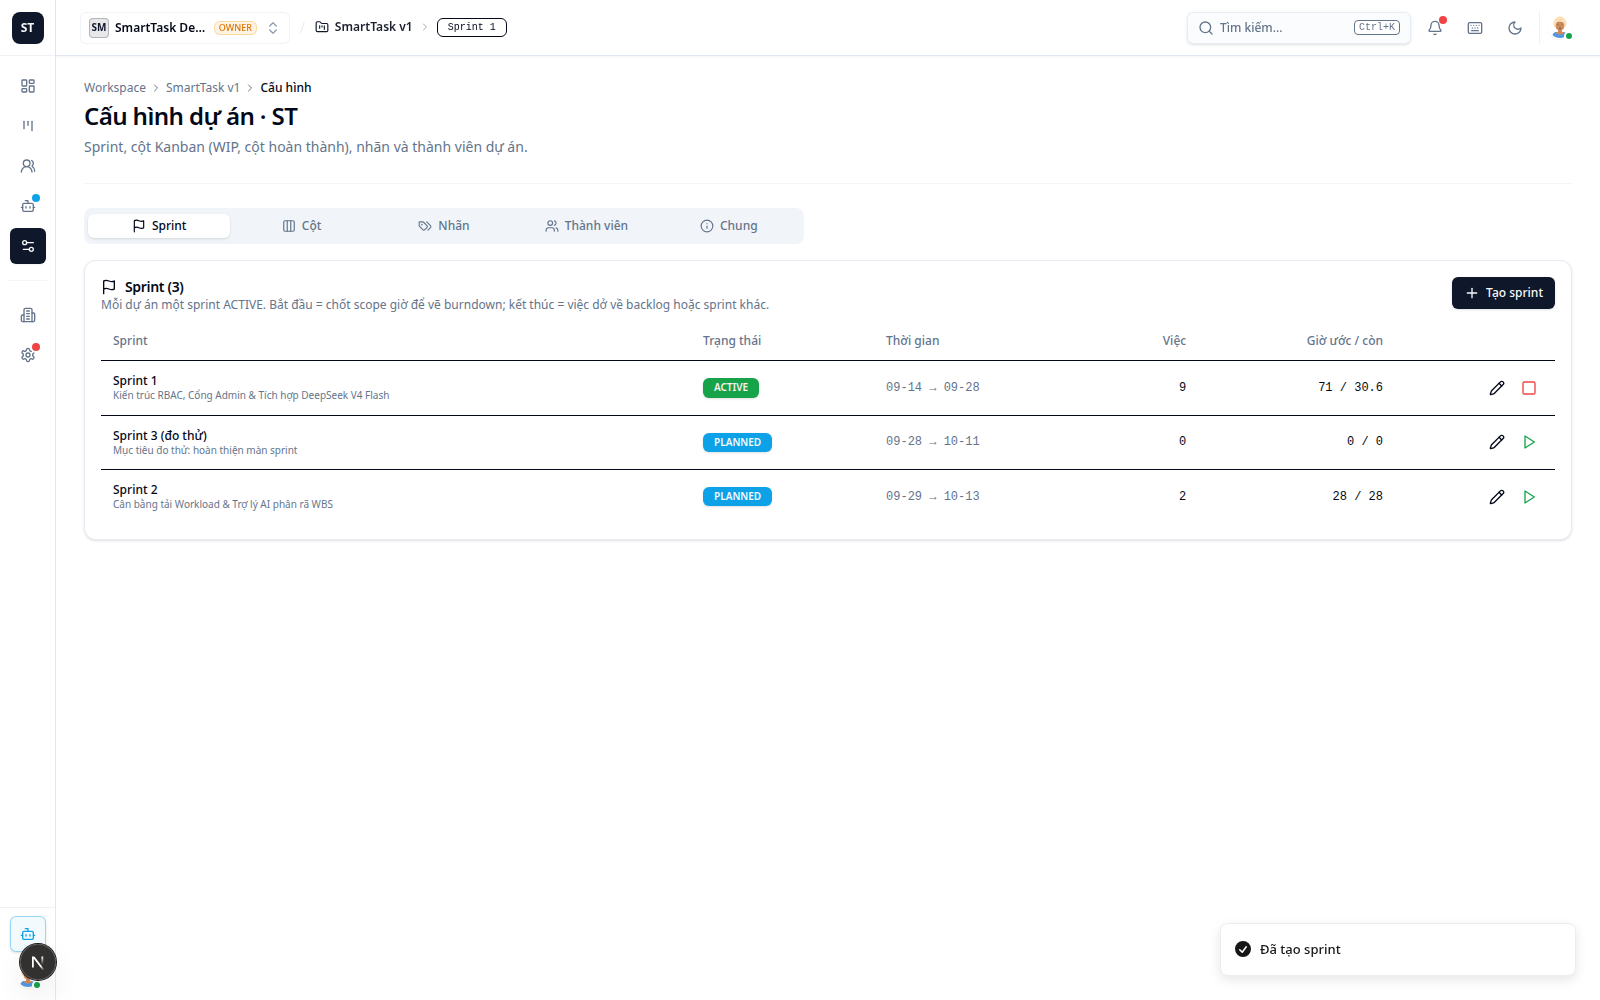 ST
SM SmartTask De... OWNER / SmartTask v1 Sprint 1
Tìm kiếm... Ctrl+K
Workspace SmartTask v1 Cấu hình
Cấu hình dự án · ST
Sprint, cột Kanban (WIP, cột hoàn thành), nhãn và thành viên dự án.
Sprint Cột Nhãn Thành viên Chung
Sprint (3)
Mỗi dự án một sprint ACTIVE. Bắt đầu = chốt scope giờ để vẽ burndown; kết thúc = việc dở về backlog hoặc sprint khác.
Tạo sprint
Sprint Trạng thái Thời gian Việc Giờ ước / còn
Sprint 1
Kiến trúc RBAC, Cổng Admin & Tích hợp DeepSeek V4 Flash
ACTIVE 09-14 → 09-28 9 71 / 30.6
Sprint 3 (đo thử)
Mục tiêu đo thử: hoàn thiện màn sprint
PLANNED 09-28 → 10-11 0 0 / 0
Sprint 2
Cân bằng tải Workload & Trợ lý AI phân rã WBS
PLANNED 09-29 → 10-13 2 28 / 28
N
Đã tạo sprint